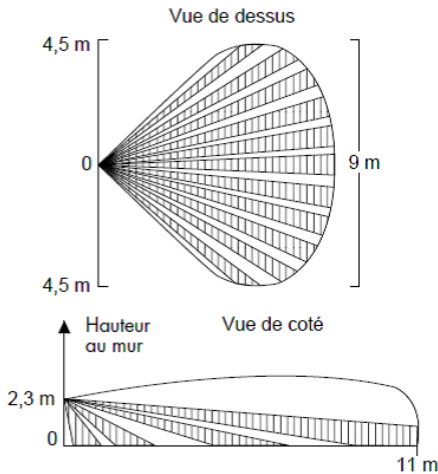 Vue de dessus
4,5 m
0
9 m
4,5 m
Hauteur
au mur
Vue de coté
2,3 m
0
11 m